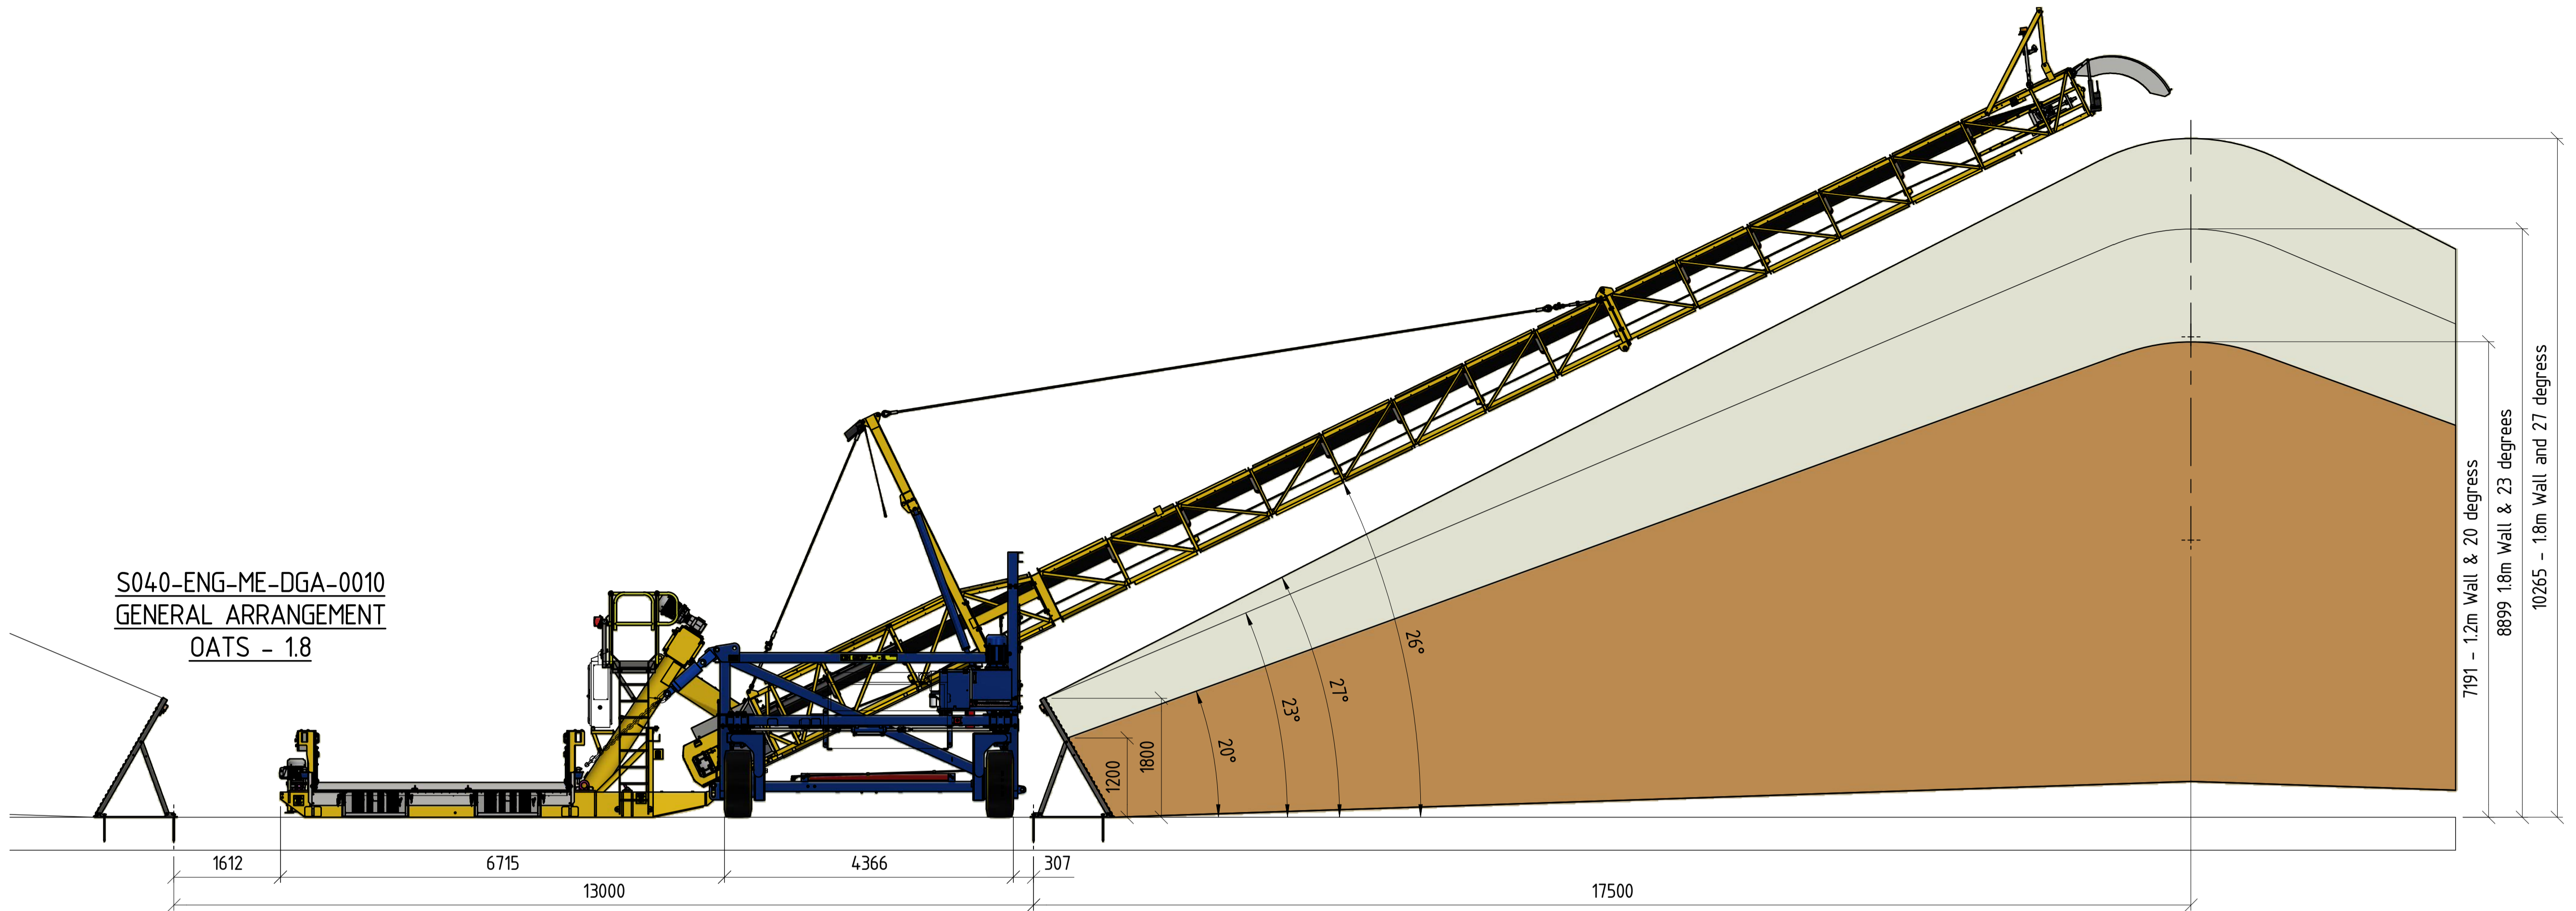 S040-ENG-ME-DGA-0010
GENERAL ARRANGEMENT
OATS - 1.8
20°
23°
27°
26°
1200
1800
7191 - 1.2m Wall & 20 degress
8899 1.8m Wall & 23 degrees
10265 - 1.8m Wall and 27 degress
1612
6715
4366
307
13000
17500